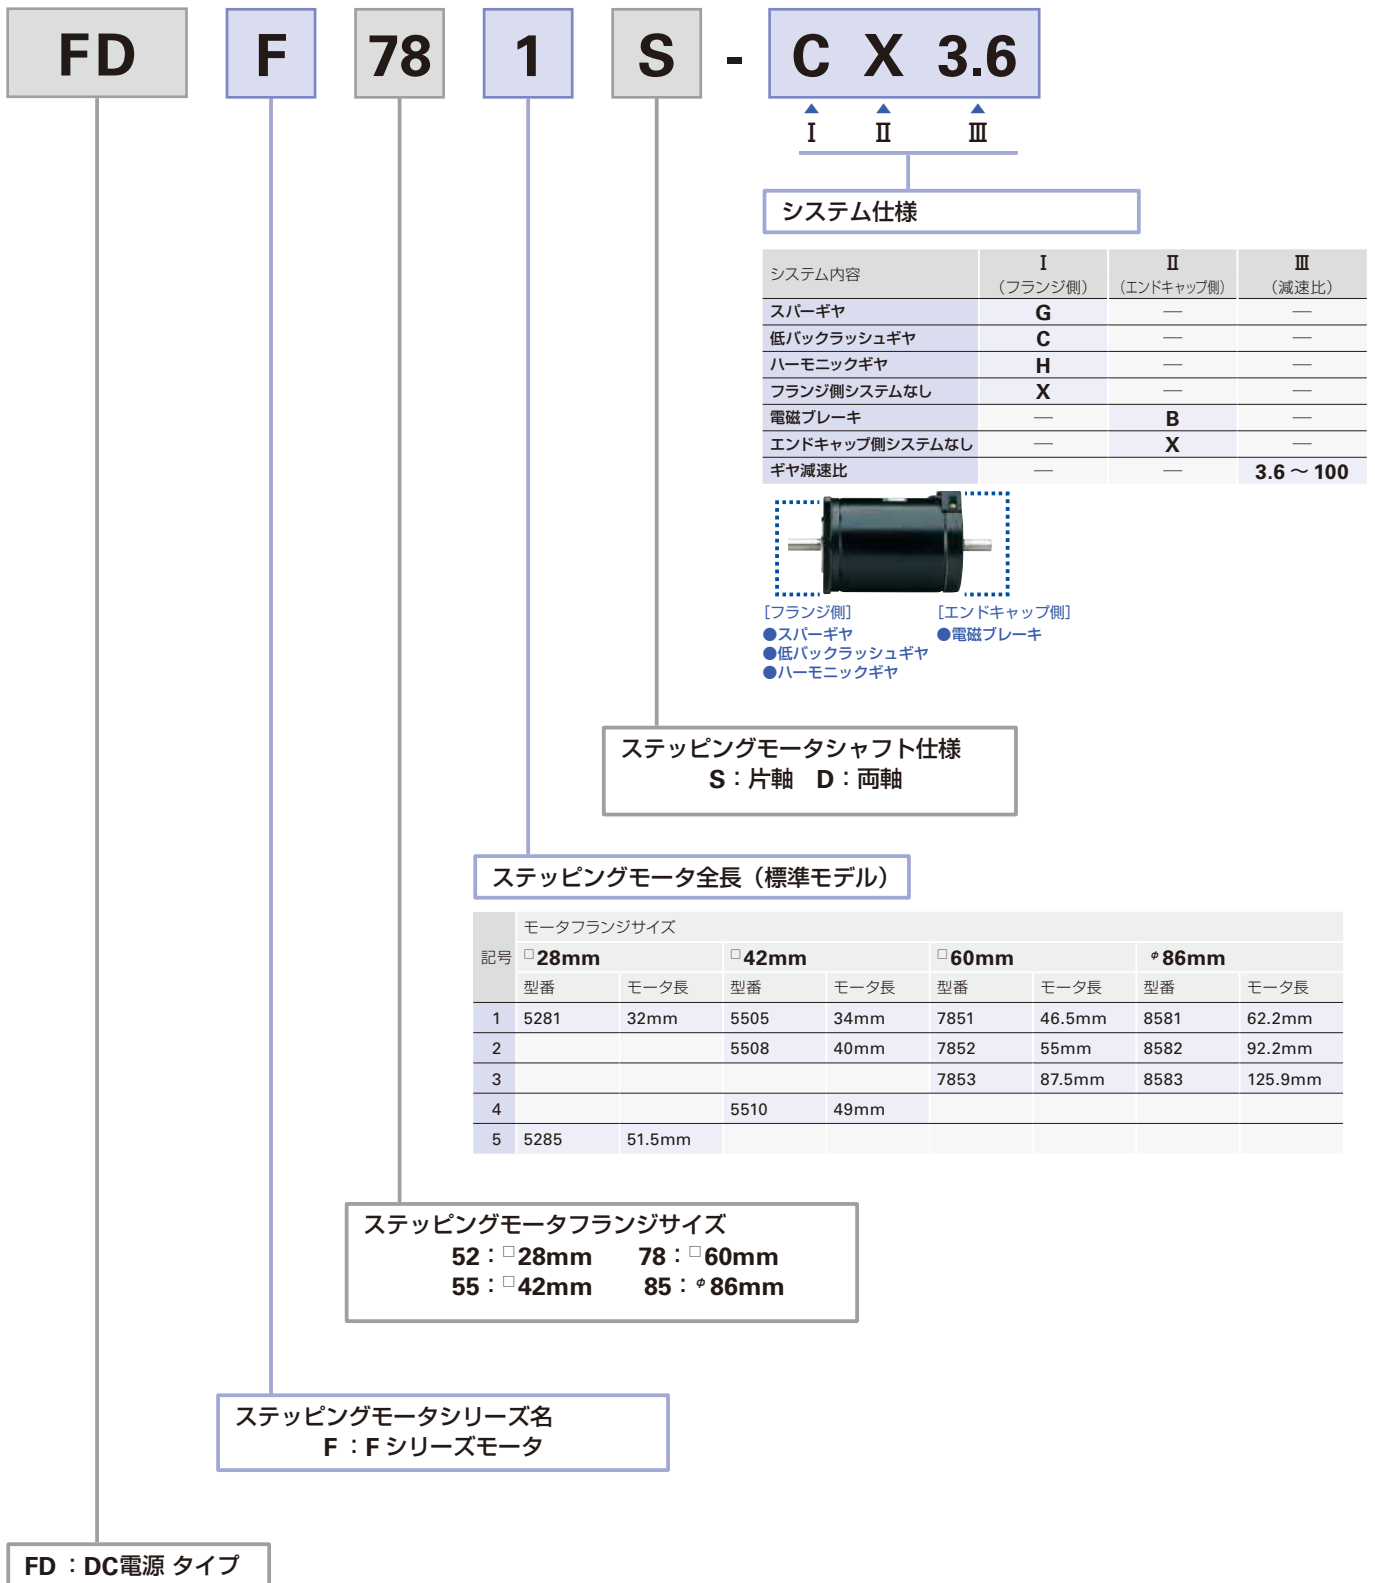 FD F 78 1 S - C X 3.6
Ⅰ Ⅱ Ⅲ
システム仕様
システム内容 Ⅰ（フランジ側） Ⅱ（エンドキャップ側） Ⅲ（減速比）
スパーギヤ G — —
低バックラッシュギヤ C — —
ハーモニックギヤ H — —
フランジ側システムなし X — —
電磁ブレーキ — B —
エンドキャップ側システムなし — X —
ギヤ減速比 — — 3.6 〜 100
［フランジ側］ ［エンドキャップ側］
●スパーギヤ ●電磁ブレーキ
●低バックラッシュギヤ
●ハーモニックギヤ
ステッピングモータシャフト仕様
S：片軸 D：両軸
ステッピングモータ全長（標準モデル）
モータフランジサイズ
記号 □28mm □42mm □60mm φ86mm
型番 モータ長 型番 モータ長 型番 モータ長 型番 モータ長
1 5281 32mm 5505 34mm 7851 46.5mm 8581 62.2mm
2 5508 40mm 7852 55mm 8582 92.2mm
3 7853 87.5mm 8583 125.9mm
4 5510 49mm
5 5285 51.5mm
ステッピングモータフランジサイズ
52：□28mm 78：□60mm
55：□42mm 85：φ86mm
ステッピングモータシリーズ名
F：Fシリーズモータ
FD：DC電源 タイプ